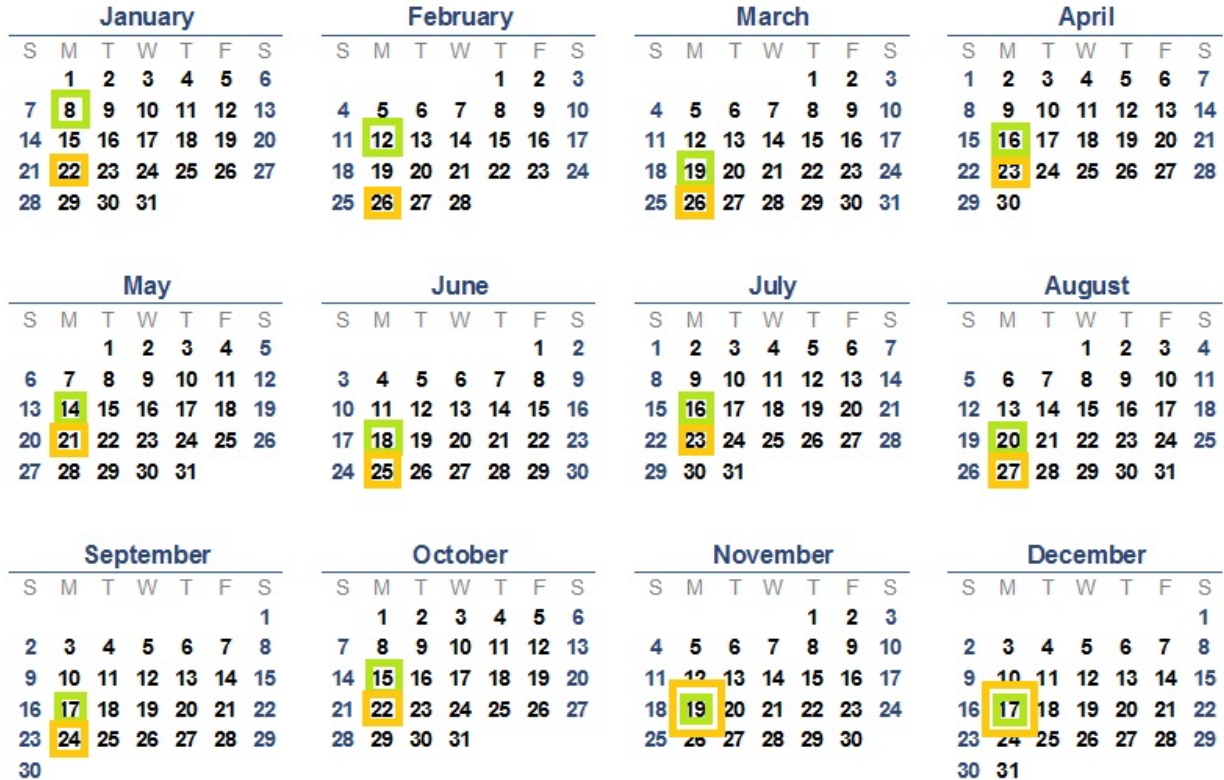 January
S M T W T F S
1 2 3 4 5 6
7 8 9 10 11 12 13
14 15 16 17 18 19 20
21 22 23 24 25 26 27
28 29 30 31
February
S M T W T F S
1 2 3
4 5 6 7 8 9 10
11 12 13 14 15 16 17
18 19 20 21 22 23 24
25 26 27 28
March
S M T W T F S
1 2 3
4 5 6 7 8 9 10
11 12 13 14 15 16 17
18 19 20 21 22 23 24
25 26 27 28 29 30 31
April
S M T W T F S
1 2 3 4 5 6 7
8 9 10 11 12 13 14
15 16 17 18 19 20 21
22 23 24 25 26 27 28
29 30
May
S M T W T F S
1 2 3 4 5
6 7 8 9 10 11 12
13 14 15 16 17 18 19
20 21 22 23 24 25 26
27 28 29 30 31
June
S M T W T F S
1 2
3 4 5 6 7 8 9
10 11 12 13 14 15 16
17 18 19 20 21 22 23
24 25 26 27 28 29 30
July
S M T W T F S
1 2 3 4 5 6 7
8 9 10 11 12 13 14
15 16 17 18 19 20 21
22 23 24 25 26 27 28
29 30 31
August
S M T W T F S
1 2 3 4
5 6 7 8 9 10 11
12 13 14 15 16 17 18
19 20 21 22 23 24 25
26 27 28 29 30 31
September
S M T W T F S
1
2 3 4 5 6 7 8
9 10 11 12 13 14 15
16 17 18 19 20 21 22
23 24 25 26 27 28 29
30
October
S M T W T F S
1 2 3 4 5 6
7 8 9 10 11 12 13
14 15 16 17 18 19 20
21 22 23 24 25 26 27
28 29 30 31
November
S M T W T F S
1 2 3
4 5 6 7 8 9 10
11 12 13 14 15 16 17
18 19 20 21 22 23 24
25 26 27 28 29 30
December
S M T W T F S
1
2 3 4 5 6 7 8
9 10 11 12 13 14 15
16 17 18 19 20 21 22
23 24 25 26 27 28 29
30 31